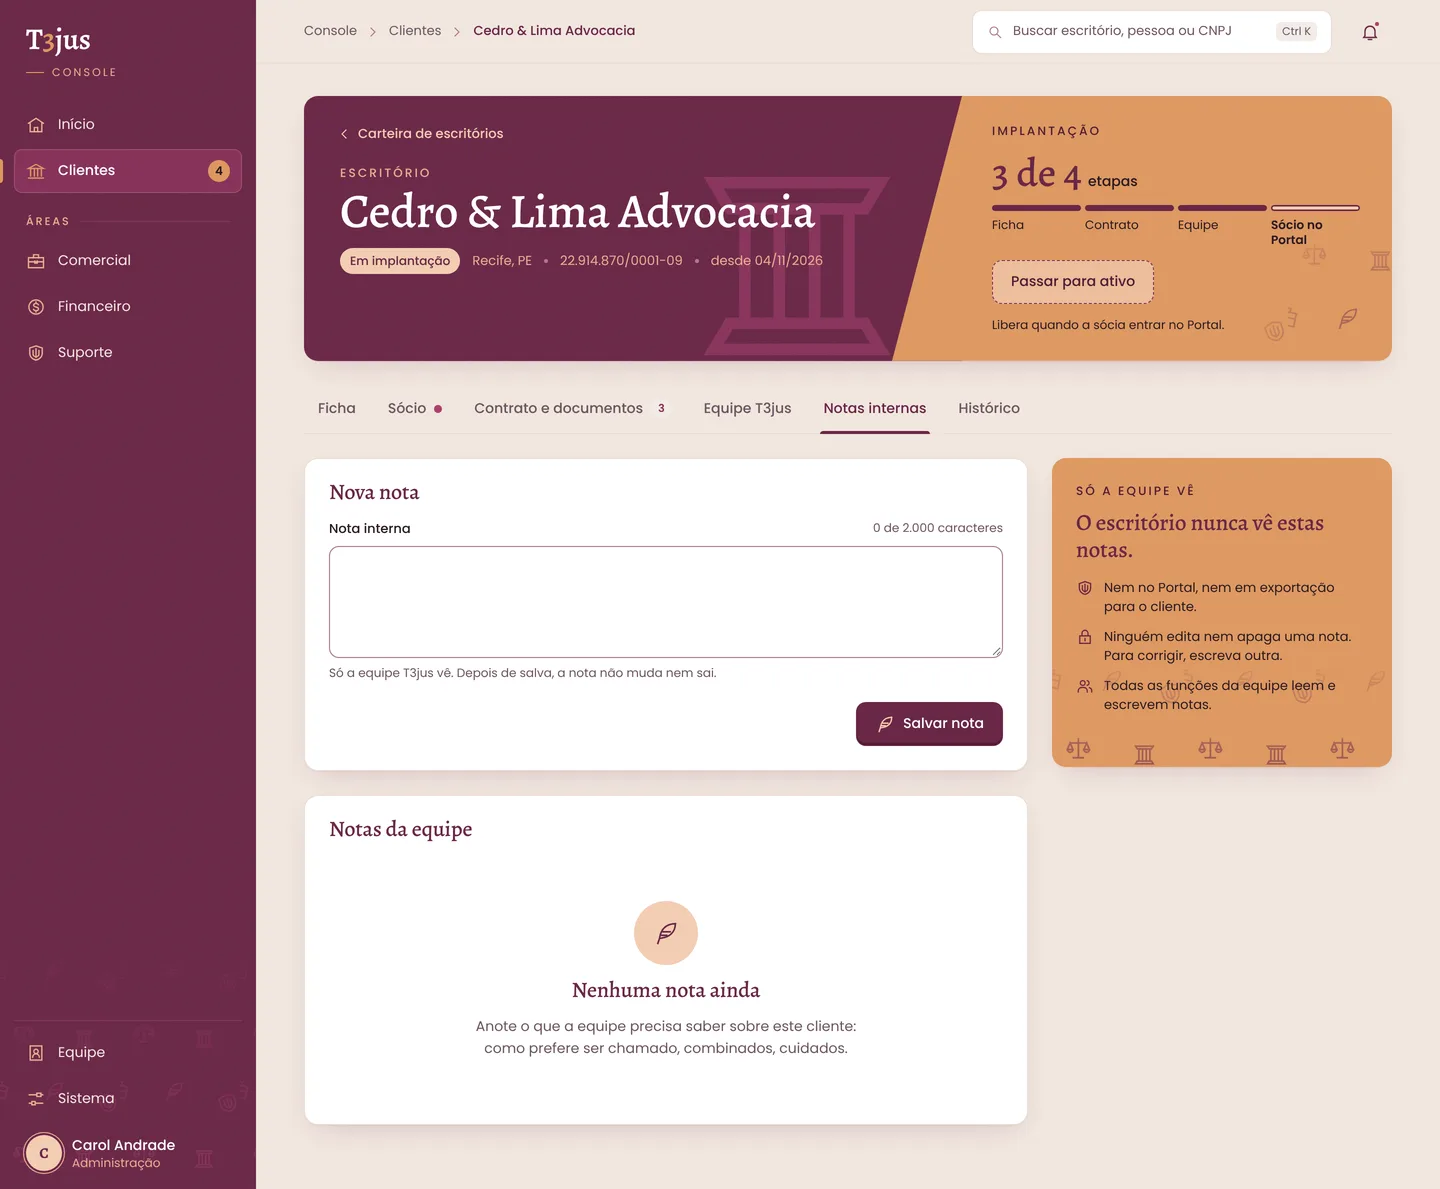 T3jus
CONSOLE
Início
Clientes
4
ÁREAS
Comercial
Financeiro
Suporte
Equipe
Sistema
C
Carol Andrade
Administração
Console
Clientes
Cedro & Lima Advocacia
Buscar escritório, pessoa ou CNPJ
Ctrl K
Carteira de escritórios
ESCRITÓRIO
Cedro & Lima Advocacia
Em implantação
Recife, PE • 22.914.870/0001-09 • desde 04/11/2026
IMPLANTAÇÃO
3 de 4 etapas
Ficha
Contrato
Equipe
Sócio no
Portal
Passar para ativo
Libera quando a sócia entrar no Portal.
Ficha
Sócio
Contrato e documentos 3
Equipe T3jus
Notas internas
Histórico
Nova nota
Nota interna
0 de 2.000 caracteres
Só a equipe T3jus vê. Depois de salva, a nota não muda nem sai.
Salvar nota
SÓ A EQUIPE VÊ
O escritório nunca vê estas
notas.
Nem no Portal, nem em exportação
para o cliente.
Ninguém edita nem apaga uma nota.
Para corrigir, escreva outra.
Todas as funções da equipe leem e
escrevem notas.
Notas da equipe
Nenhuma nota ainda
Anote o que a equipe precisa saber sobre este cliente:
como prefere ser chamado, combinados, cuidados.